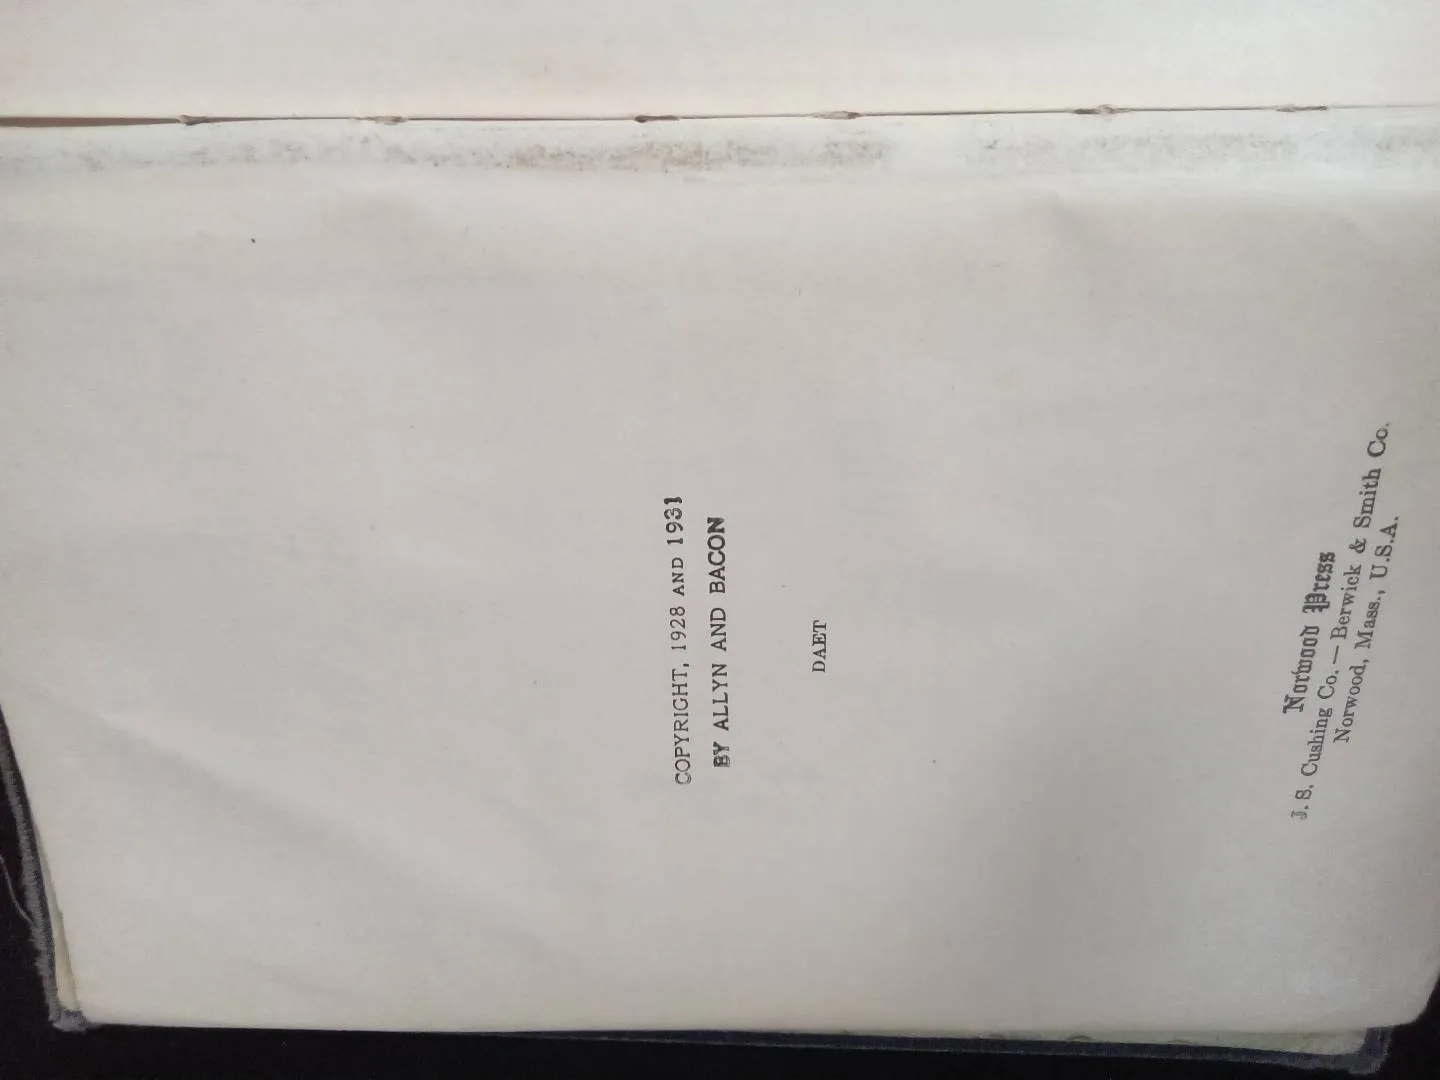 COPYRIGHT, 1928 AND 1931
BY ALLYN AND BACON
DAET
Norwood Press
J. S. Cushing Co. — Berwick & Smith Co.
Norwood, Mass., U.S.A.